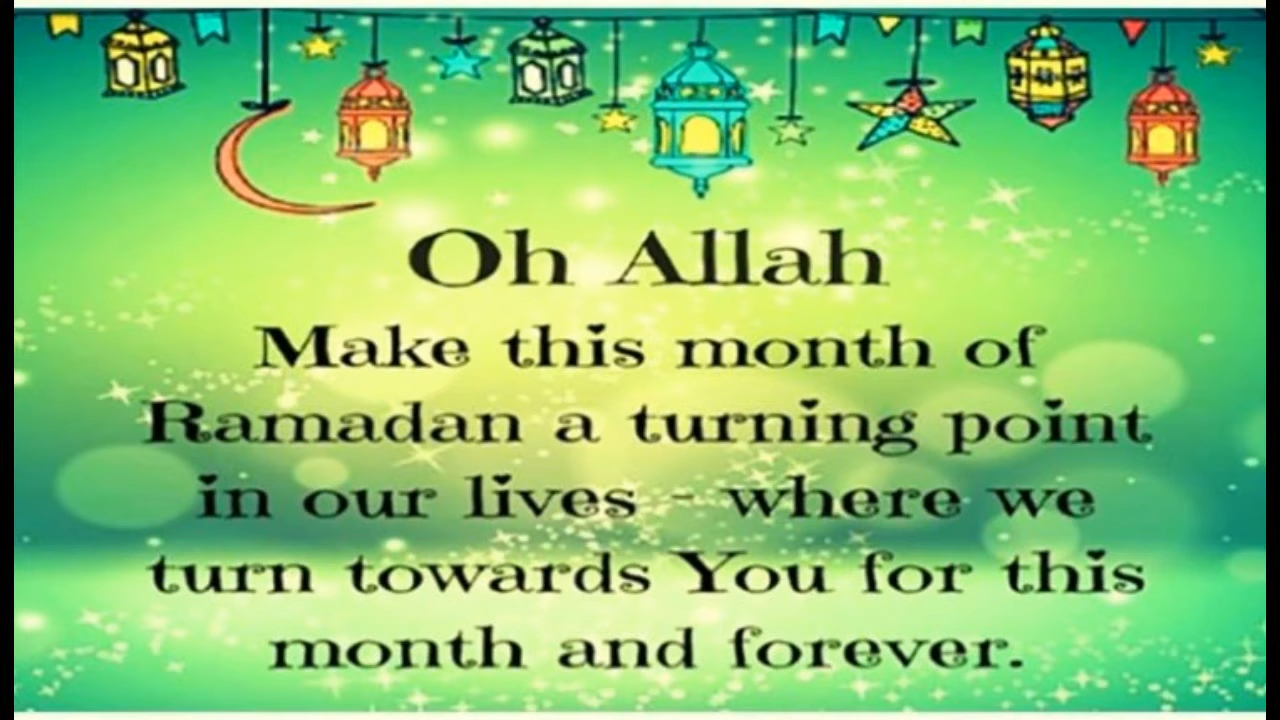 Oh Allah
Make this month of
Ramadan a turning point
in our lives - where we
turn towards You for this
month and forever.